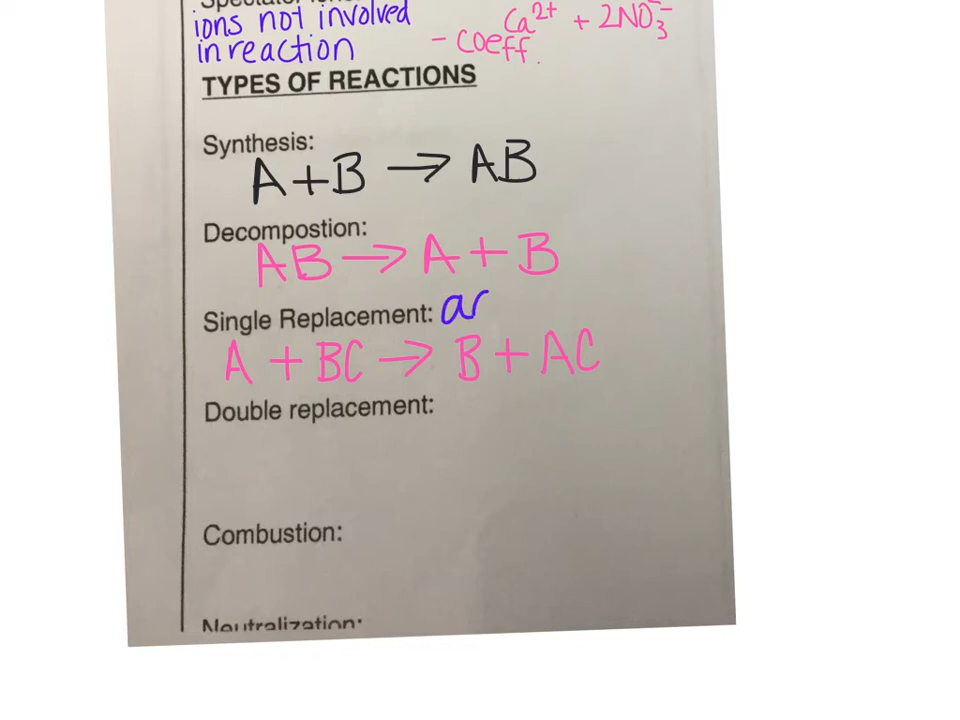 ions not involved
in reaction
Ca²⁺ + 2NO₃⁻
- coeff.
TYPES OF REACTIONS
Synthesis:
A + B → AB
Decompostion:
AB → A + B
Single Replacement: ar
A + BC → B + AC
Double replacement:
Combustion:
Neutralization: